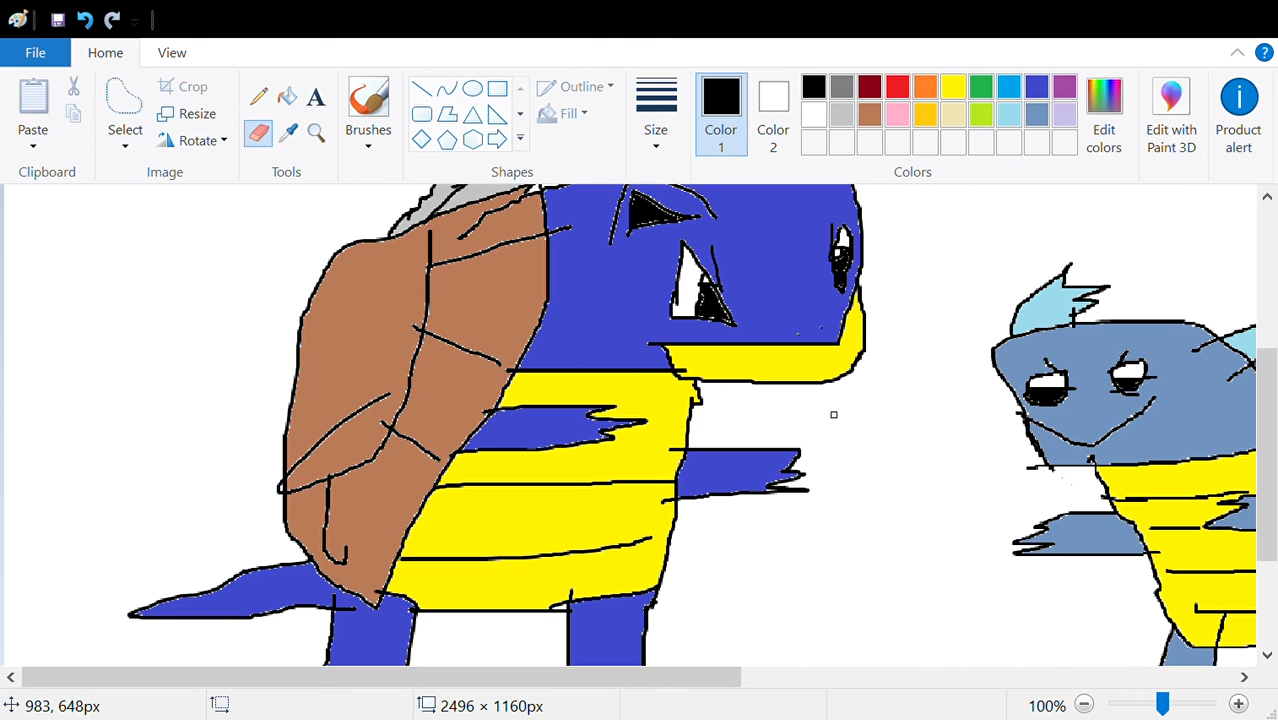 File Home View
Paste Select Crop Resize Rotate A Brushes Outline Fill Size Color 1 Color 2 Edit colors Edit with Paint 3D Product alert
Clipboard Image Tools Shapes Colors
983, 648px 2496 × 1160px 100%